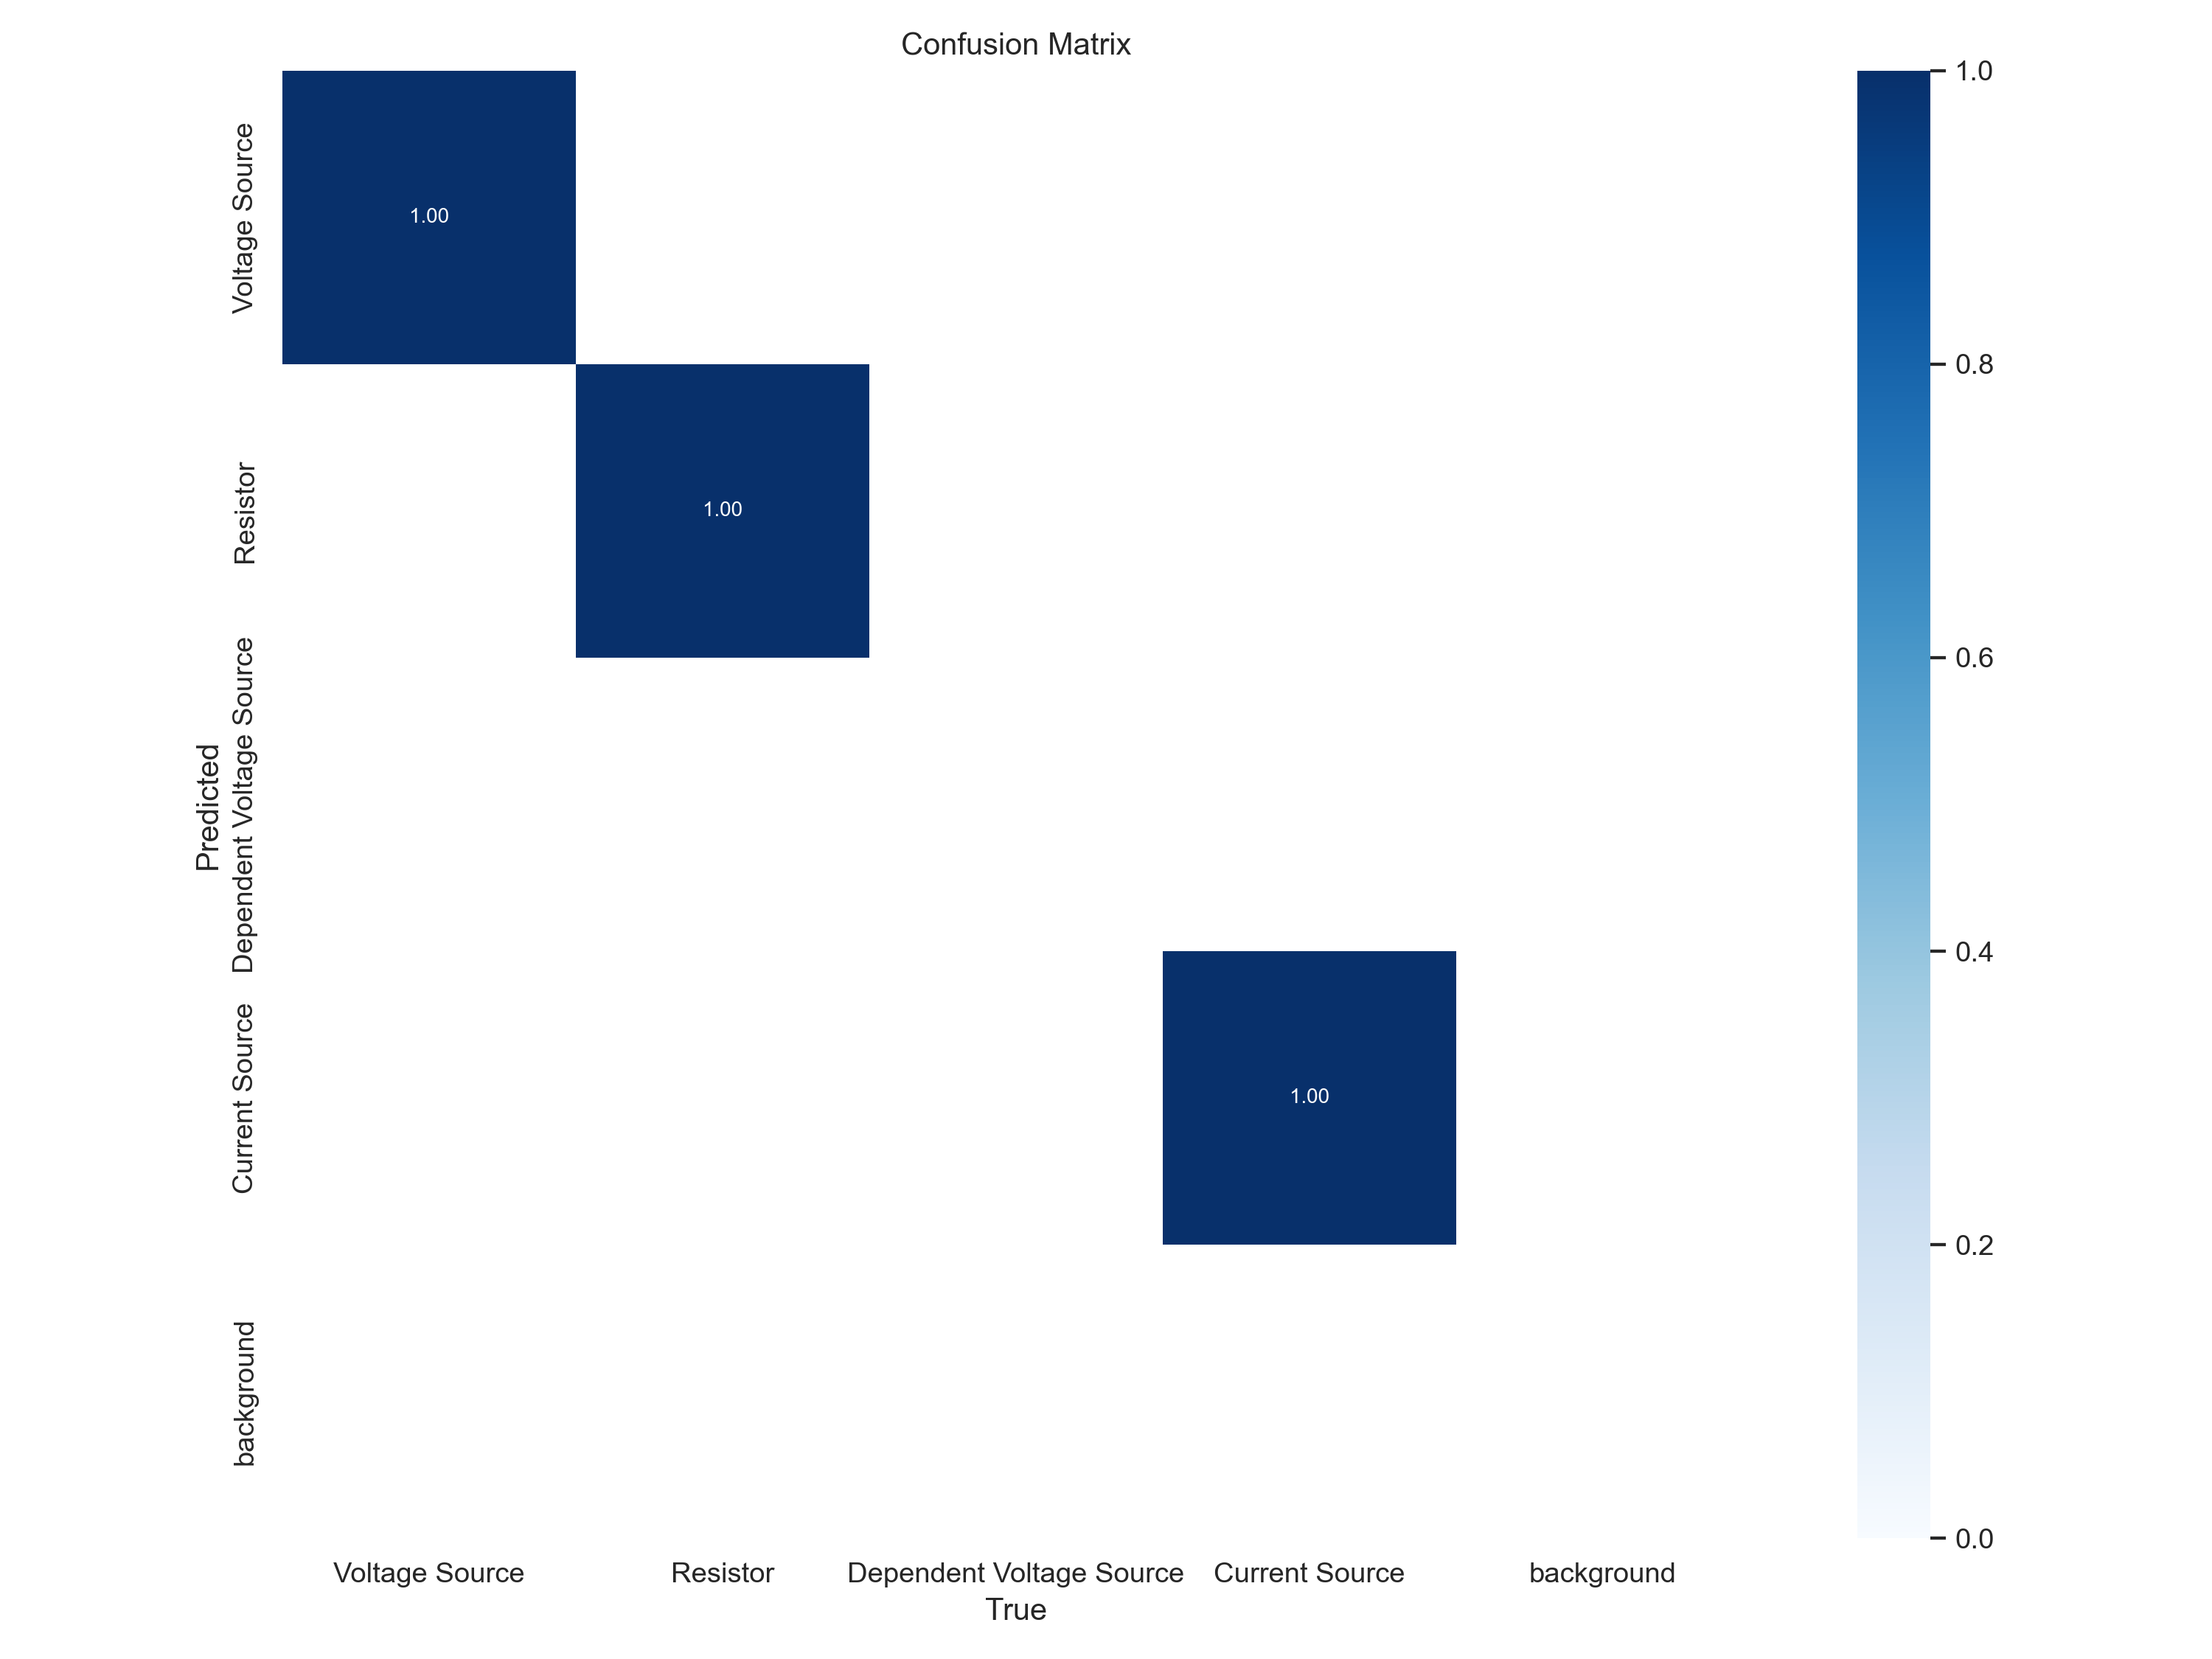 Confusion Matrix
Predicted
Voltage Source
Resistor
Dependent Voltage Source
Current Source
background
1.00
1.00
1.00
Voltage Source
Resistor
Dependent Voltage Source
Current Source
background
True
1.0
0.8
0.6
0.4
0.2
0.0